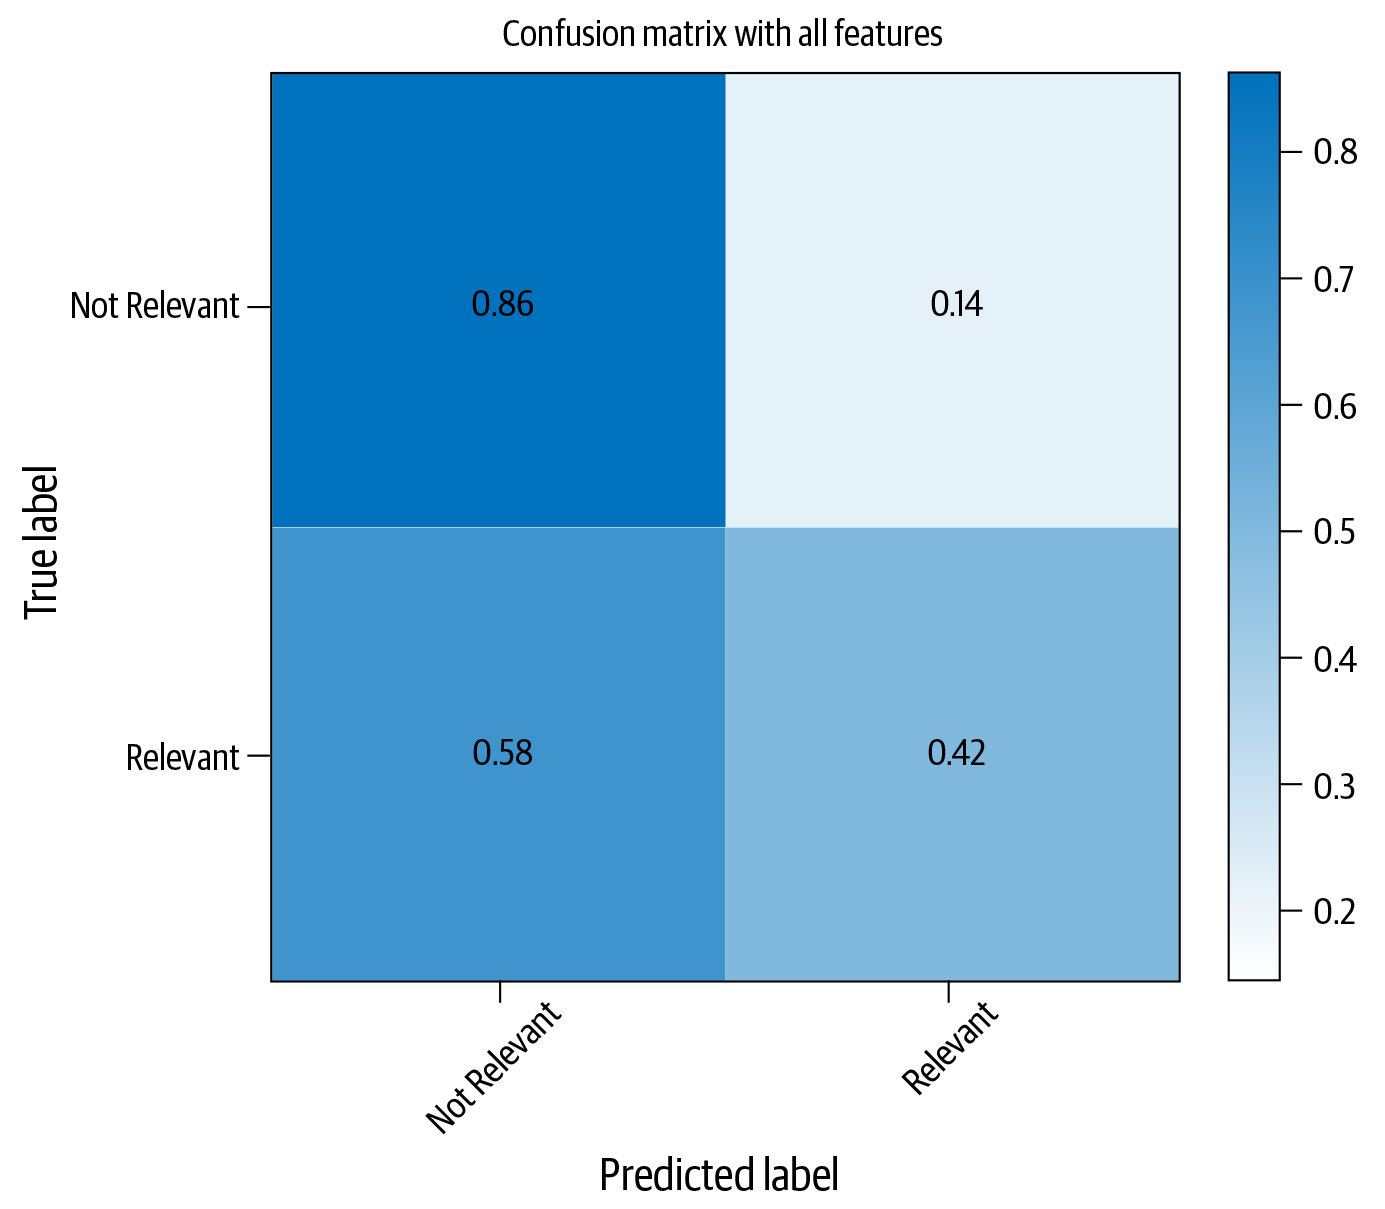 Confusion matrix with all features
True label
Not Relevant
0.86
0.14
Relevant
0.58
0.42
Not Relevant
Relevant
Predicted label
0.8
0.7
0.6
0.5
0.4
0.3
0.2